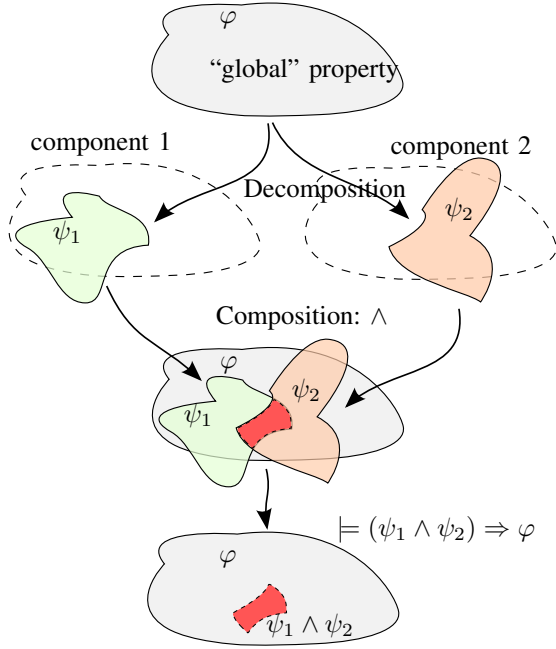 φ
“global” property
component 1
component 2
Decomposition
ψ₁
ψ₂
Composition: ∧
φ
ψ₁
ψ₂
⊨ (ψ₁ ∧ ψ₂) ⇒ φ
φ
ψ₁ ∧ ψ₂